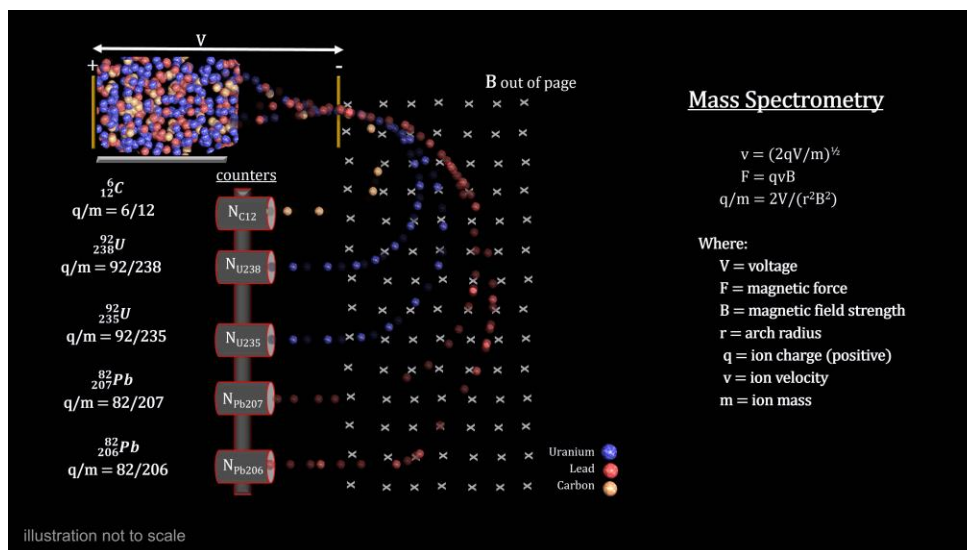 V
+
-
B out of page
Mass Spectrometry
v = (2qV/m)^½
F = qvB
q/m = 2V/(r²B²)
counters
⁶₁₂C
q/m = 6/12
N_C12
⁹²₂₃₈U
q/m = 92/238
N_U238
⁹²₂₃₅U
q/m = 92/235
N_U235
⁸²₂₀₇Pb
q/m = 82/207
N_Pb207
⁸²₂₀₆Pb
q/m = 82/206
N_Pb206
Where:
V = voltage
F = magnetic force
B = magnetic field strength
r = arch radius
q = ion charge (positive)
v = ion velocity
m = ion mass
Uranium
Lead
Carbon
illustration not to scale